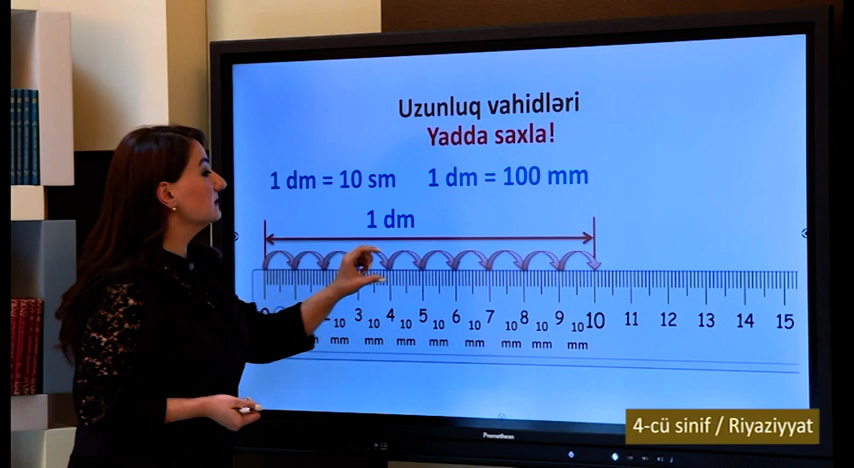 Uzunluq vahidləri
Yadda saxla!
1 dm = 10 sm 1 dm = 100 mm
1 dm
3 4 5 6 7 8 9 10 11 12 13 14 15
10 10 10 10 10 10 10 10
mm mm mm mm mm mm mm mm
Promethean
4-cü sinif / Riyaziyyat